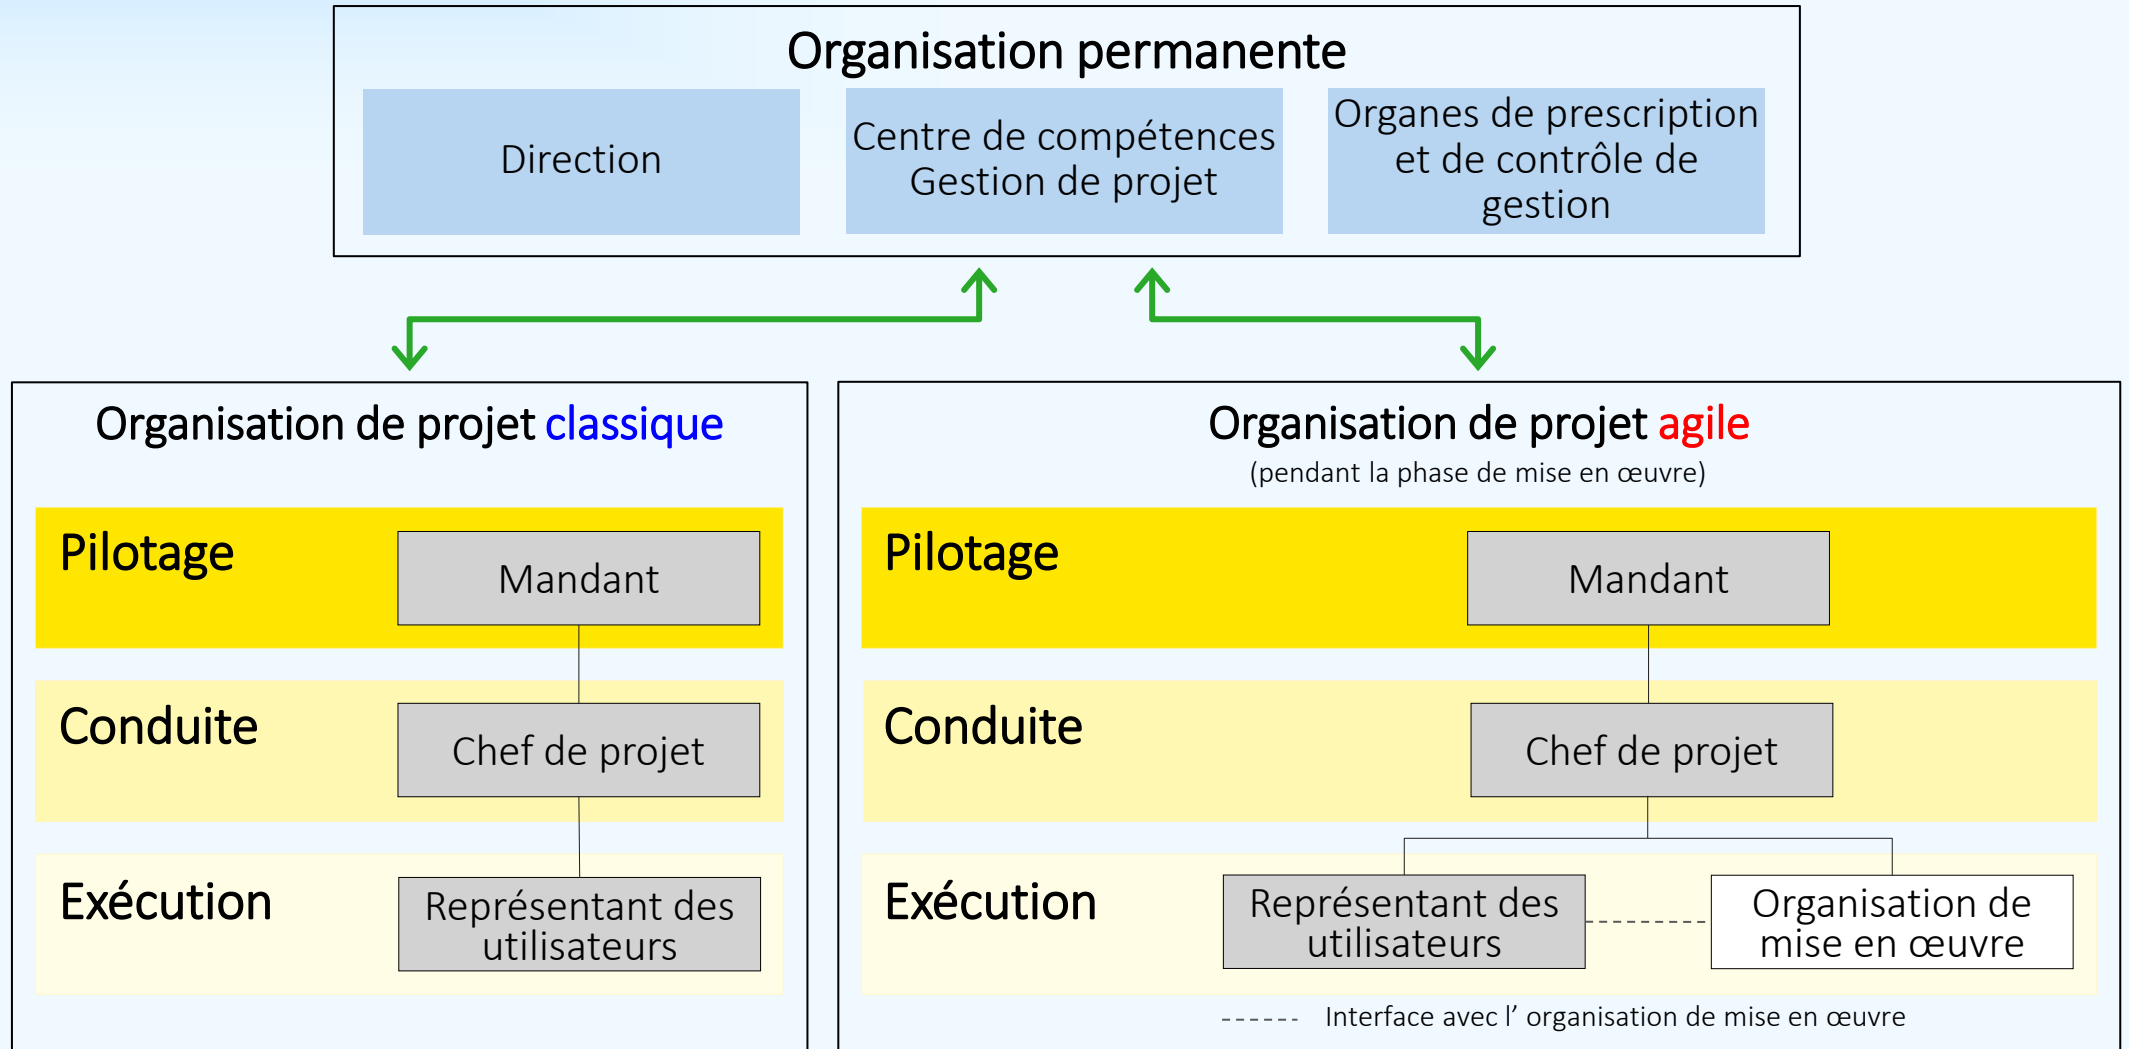 Organisation permanente
Direction
Centre de compétences
Gestion de projet
Organes de prescription
et de contrôle de
gestion
Organisation de projet classique
Pilotage
Mandant
Conduite
Chef de projet
Exécution
Représentant des
utilisateurs
Organisation de projet agile
(pendant la phase de mise en œuvre)
Pilotage
Mandant
Conduite
Chef de projet
Exécution
Représentant des
utilisateurs
Organisation de
mise en œuvre
Interface avec l’ organisation de mise en œuvre